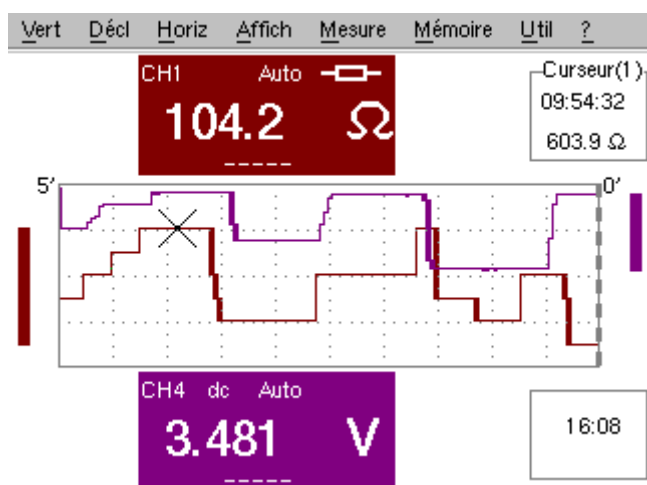 Vert Décl Horiz Affich Mesure Mémoire Util ?
CH1 Auto
104.2 Ω
-----
Curseur(1)
09:54:32
603.9 Ω
5' 0'
CH4 dc Auto
3.481 V
-----
16:08